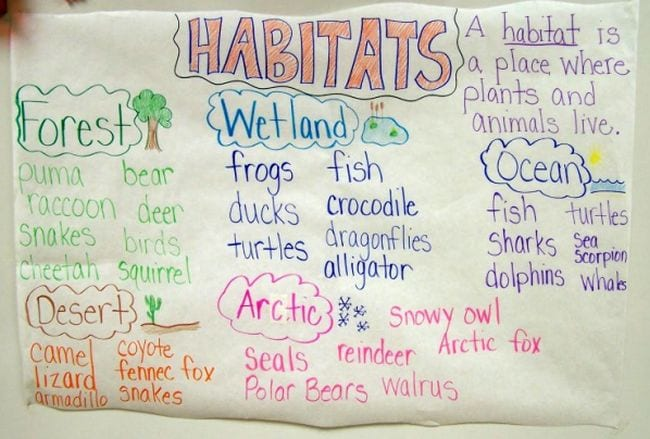 HABITATS
A habitat is
a place where
plants and
animals live.
Forest
puma bear
raccoon deer
snakes birds
cheetah squirrel
Wetland
frogs fish
ducks crocodile
turtles dragonflies
alligator
Ocean
fish turtles
sharks sea
scorpion
dolphins whales
Desert
camel coyote
lizard fennec fox
armadillo snakes
Arctic
snowy owl
seals reindeer Arctic fox
Polar Bears walrus